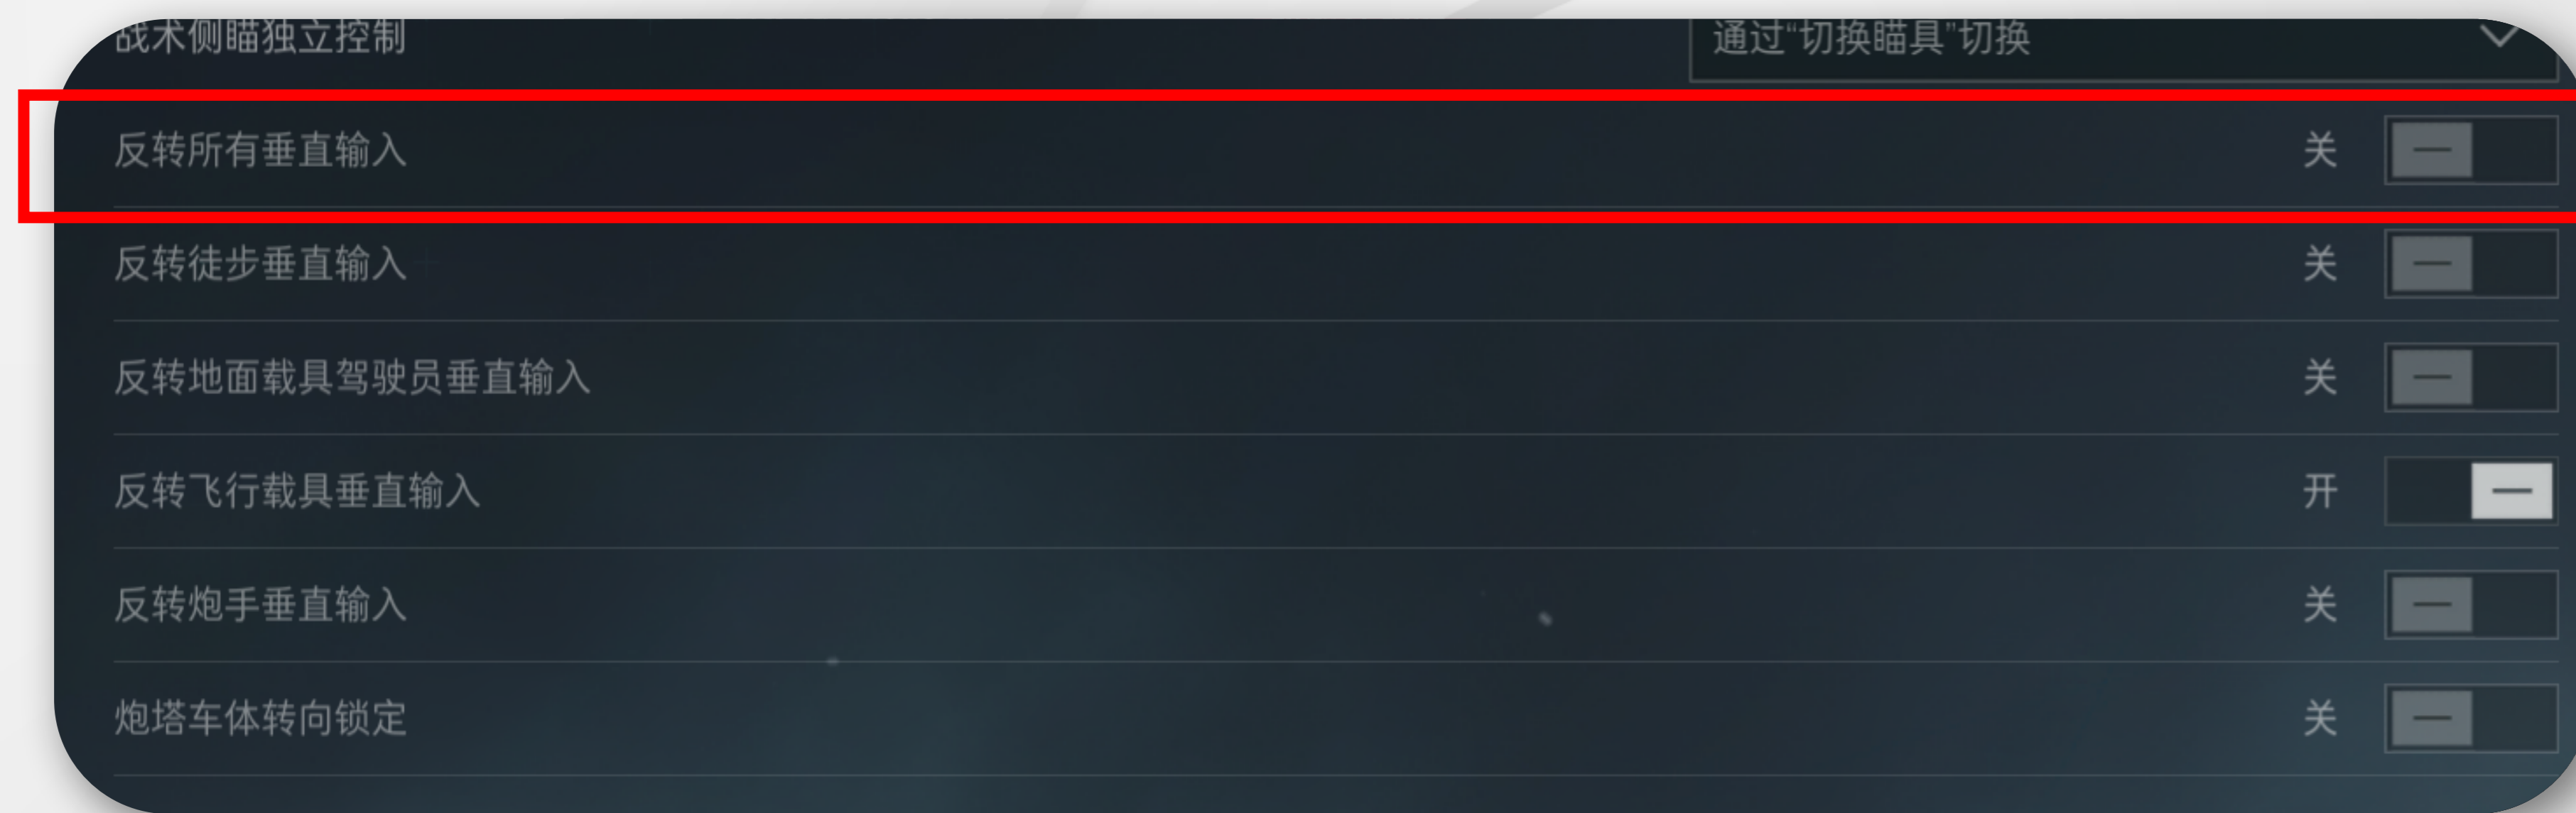 战术侧瞄独立控制 通过“切换瞄具”切换
反转所有垂直输入 关
反转徒步垂直输入 关
反转地面载具驾驶员垂直输入 关
反转飞行载具垂直输入 开
反转炮手垂直输入 关
炮塔车体转向锁定 关